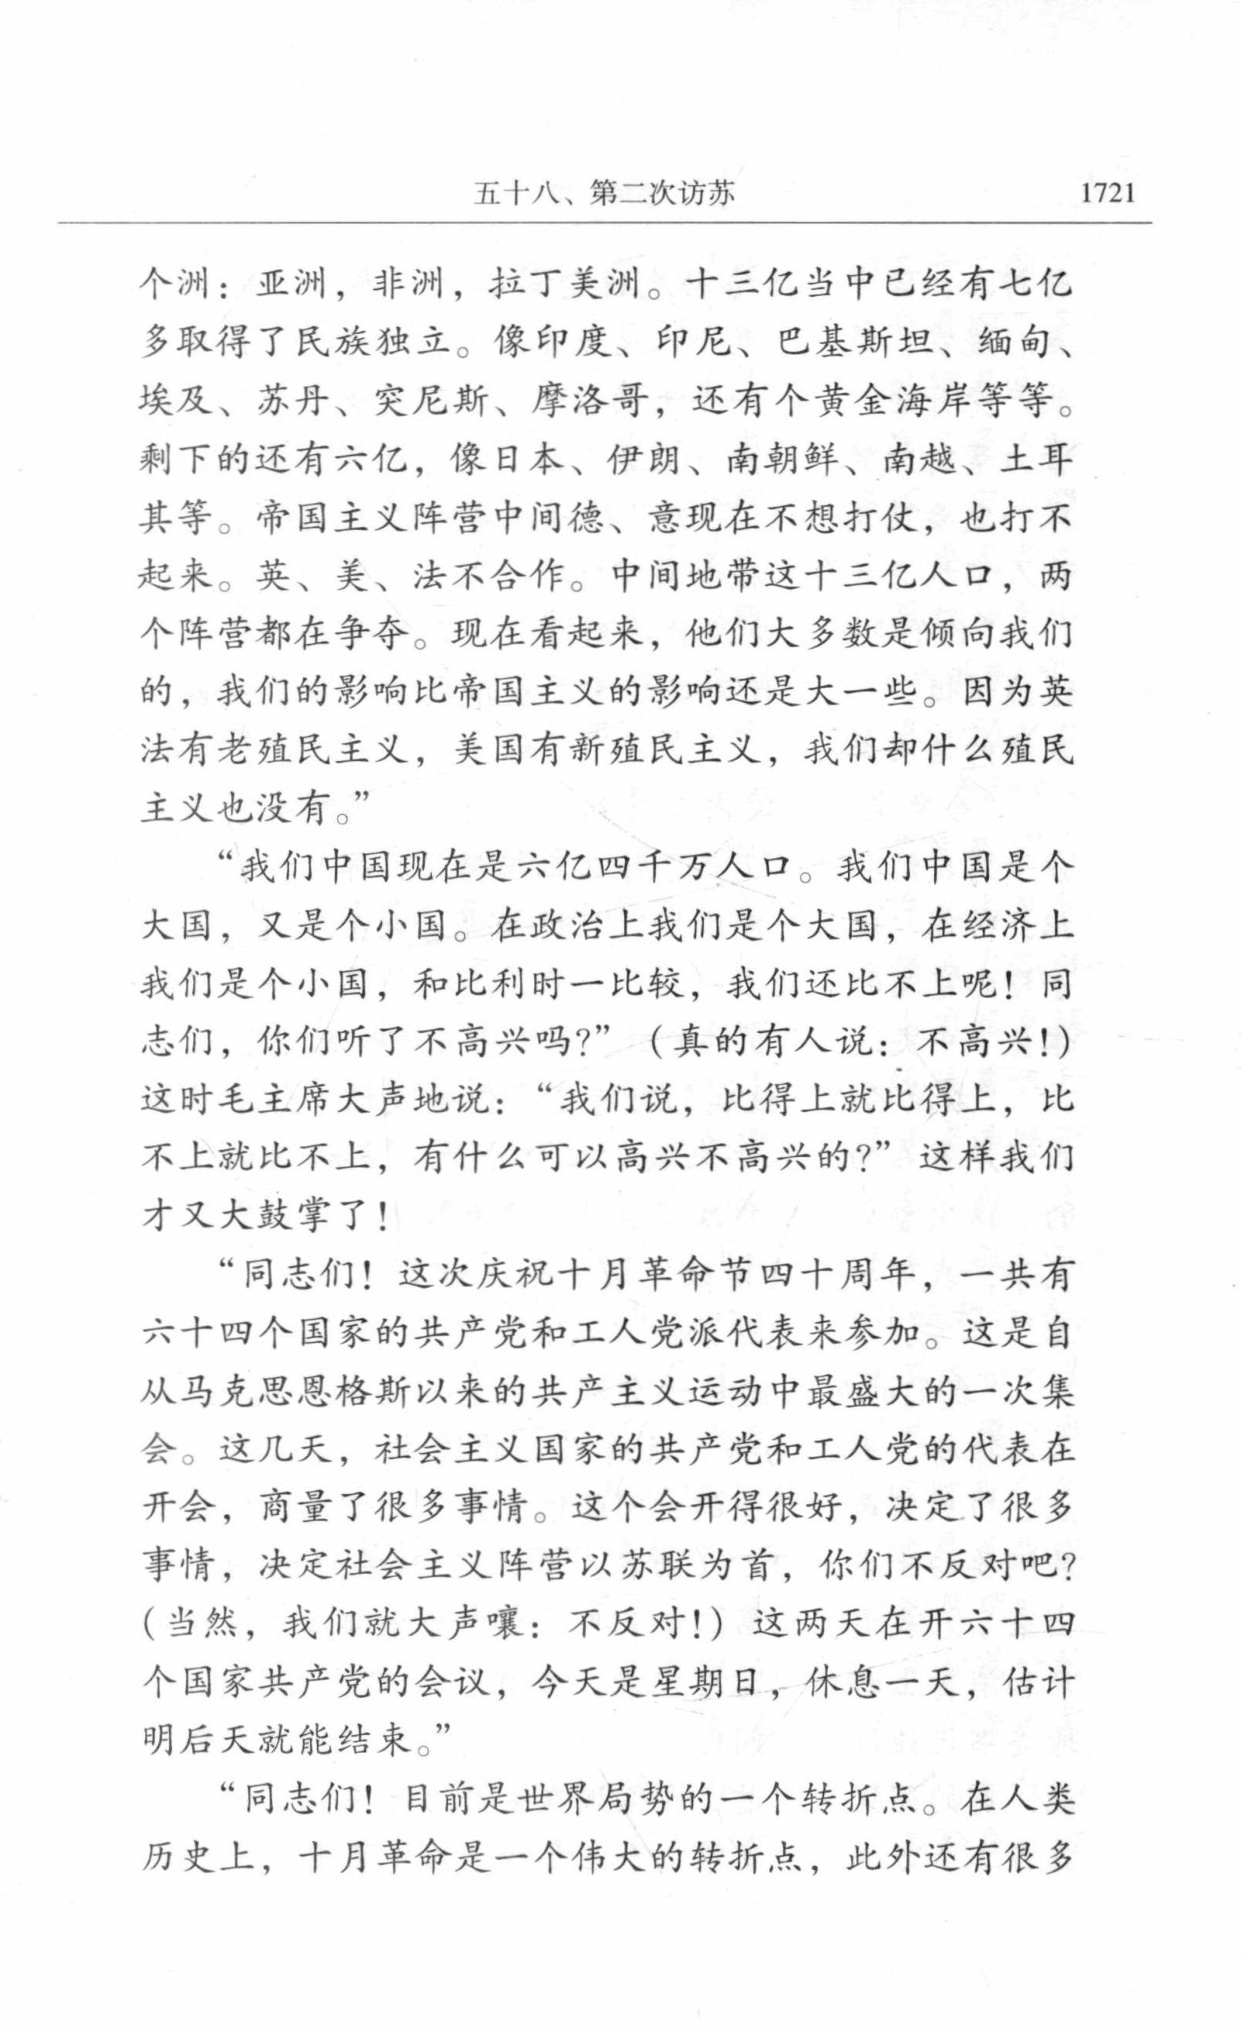 五十八、第二次访苏 1721
个洲：亚洲，非洲，拉丁美洲。十三亿当中已经有七亿
多取得了民族独立。像印度、印尼、巴基斯坦、缅甸、
埃及、苏丹、突尼斯、摩洛哥，还有个黄金海岸等等。
剩下的还有六亿，像日本、伊朗、南朝鲜、南越、土耳
其等。帝国主义阵营中间德、意现在不想打仗，也打不
起来。英、美、法不合作。中间地带这十三亿人口，两
个阵营都在争夺。现在看起来，他们大多数是倾向我们
的，我们的影响比帝国主义的影响还是大一些。因为英
法有老殖民主义，美国有新殖民主义，我们却什么殖民
主义也没有。”
“我们中国现在是六亿四千万人口。我们中国是个
大国，又是个小国。在政治上我们是个大国，在经济上
我们是个小国，和比利时一比较，我们还比不上呢！同
志们，你们听了不高兴吗？”（真的有人说：不高兴！）
这时毛主席大声地说：“我们说，比得上就比得上，比
不上就比不上，有什么可以高兴不高兴的？”这样我们
才又大鼓掌了！
“同志们！这次庆祝十月革命节四十周年，一共有
六十四个国家的共产党和工人党派代表来参加。这是自
从马克思恩格斯以来的共产主义运动中最盛大的一次集
会。这几天，社会主义国家的共产党和工人党的代表在
开会，商量了很多事情。这个会开得很好，决定了很多
事情，决定社会主义阵营以苏联为首，你们不反对吧？
（当然，我们就大声嚷：不反对！）这两天在开六十四
个国家共产党的会议，今天是星期日，休息一天，估计
明后天就能结束。”
“同志们！目前是世界局势的一个转折点。在人类
历史上，十月革命是一个伟大的转折点，此外还有很多